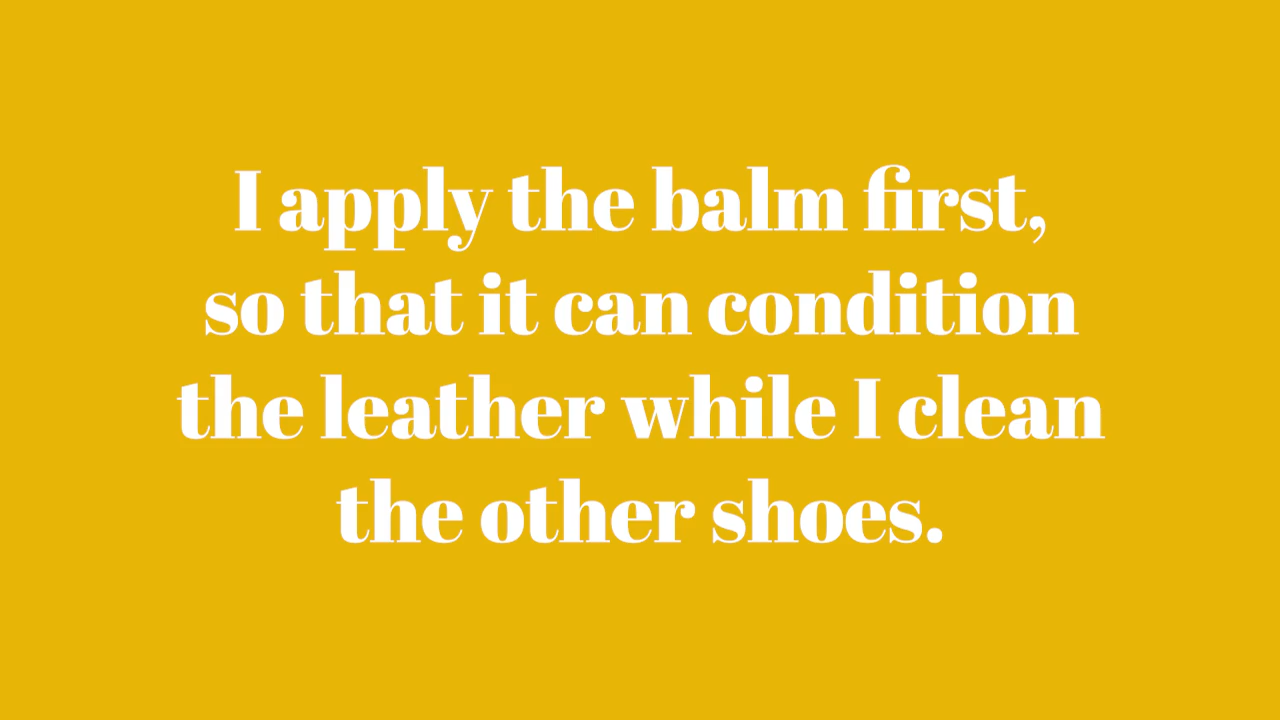 I apply the balm first,
so that it can condition
the leather while I clean
the other shoes.